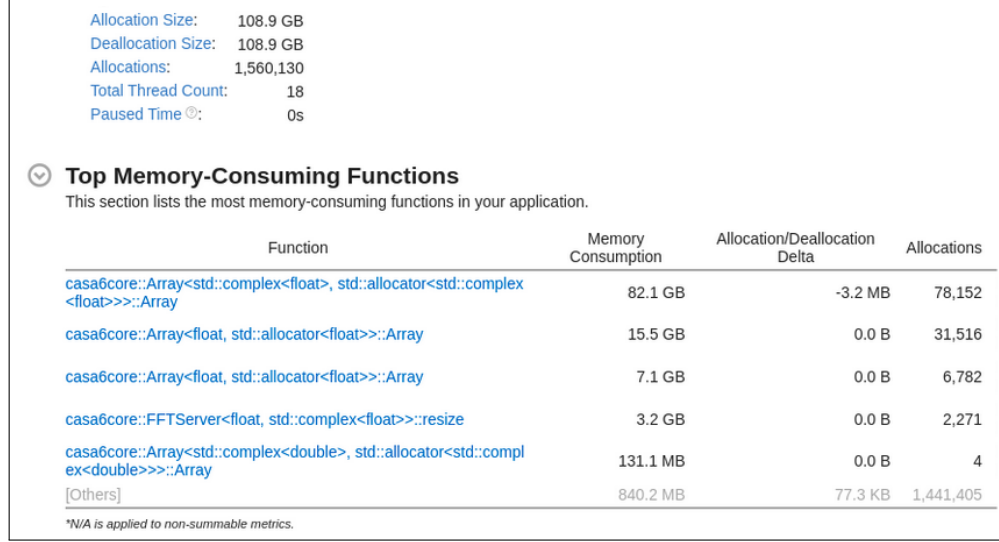 Allocation Size: 108.9 GB
Deallocation Size: 108.9 GB
Allocations: 1,560,130
Total Thread Count: 18
Paused Time ?: 0s
Top Memory-Consuming Functions
This section lists the most memory-consuming functions in your application.
Function Memory Consumption Allocation/Deallocation Delta Allocations
casa6core::Array<std::complex<float>, std::allocator<std::complex
<float>>>::Array 82.1 GB -3.2 MB 78,152
casa6core::Array<float, std::allocator<float>>::Array 15.5 GB 0.0 B 31,516
casa6core::Array<float, std::allocator<float>>::Array 7.1 GB 0.0 B 6,782
casa6core::FFTServer<float, std::complex<float>>::resize 3.2 GB 0.0 B 2,271
casa6core::Array<std::complex<double>, std::allocator<std::compl
ex<double>>>::Array 131.1 MB 0.0 B 4
[Others] 840.2 MB 77.3 KB 1,441,405
*N/A is applied to non-summable metrics.